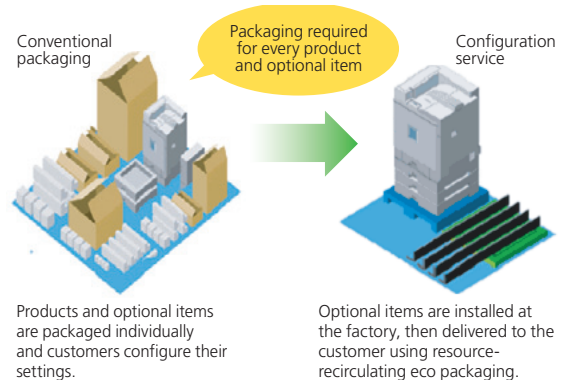 Conventional
packaging
Packaging required
for every product
and optional item
Configuration
service
Products and optional items
are packaged individually
and customers configure their
settings.
Optional items are installed at
the factory, then delivered to the
customer using resource-
recirculating eco packaging.